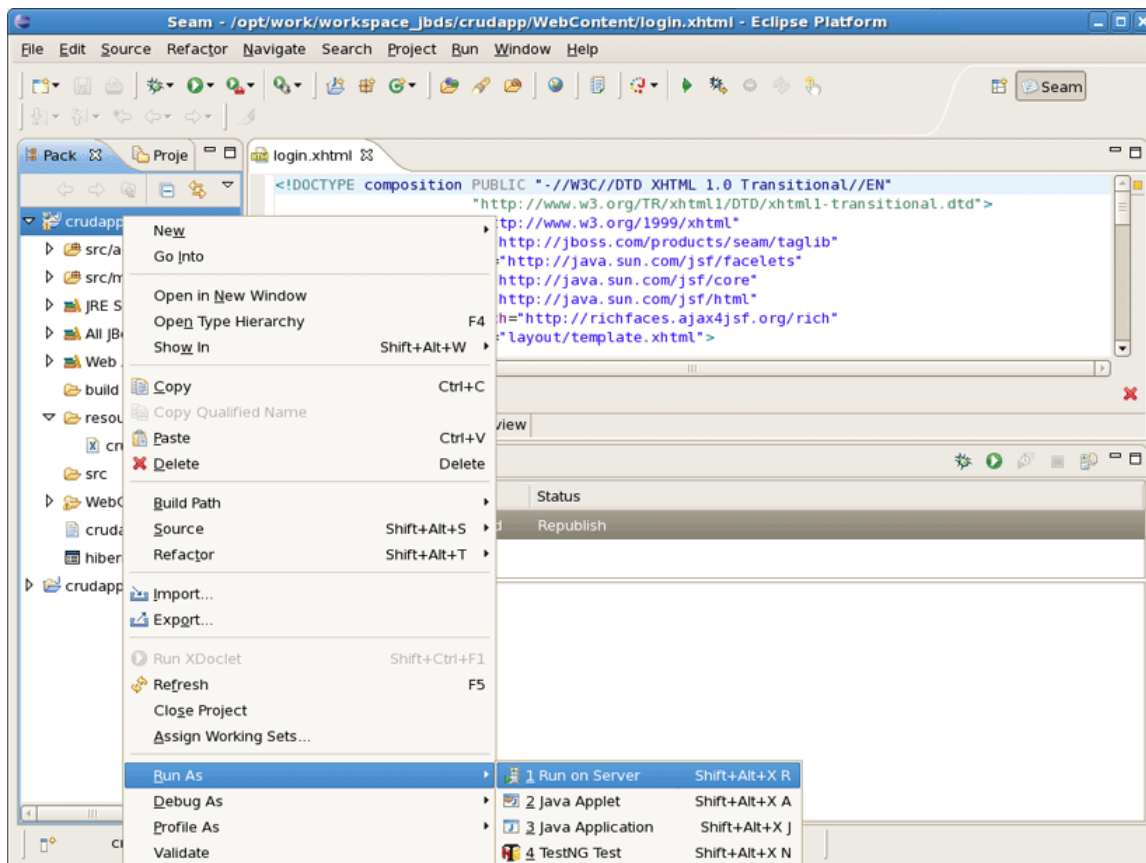 Seam - /opt/work/workspace_jbds/crudapp/WebContent/login.xhtml - Eclipse Platform
File Edit Source Refactor Navigate Search Project Run Window Help
Seam
Pack Proje login.xhtml
<!DOCTYPE composition PUBLIC "-//W3C//DTD XHTML 1.0 Transitional//EN"
"http://www.w3.org/TR/xhtml1/DTD/xhtml1-transitional.dtd">
crudapp
tp://www.w3.org/1999/xhtml"
src/a
http://jboss.com/products/seam/taglib"
="http://java.sun.com/jsf/facelets"
src/m
http://java.sun.com/jsf/core"
http://java.sun.com/jsf/html"
JRE S
h="http://richfaces.ajax4jsf.org/rich"
All JBo
="layout/template.xhtml">
Web
build
resou
view
cru
src
WebC
cruda
hiber
crudapp
Status
Republish
New
Go Into
Open in New Window
Open Type Hierarchy F4
Show In Shift+Alt+W
Copy Ctrl+C
Copy Qualified Name
Paste Ctrl+V
Delete Delete
Build Path
Source Shift+Alt+S
Refactor Shift+Alt+T
Import...
Export...
Run XDoclet Shift+Ctrl+F1
Refresh F5
Close Project
Assign Working Sets...
Run As
Debug As
Profile As
Validate
1 Run on Server Shift+Alt+X R
2 Java Applet Shift+Alt+X A
3 Java Application Shift+Alt+X J
4 TestNG Test Shift+Alt+X N